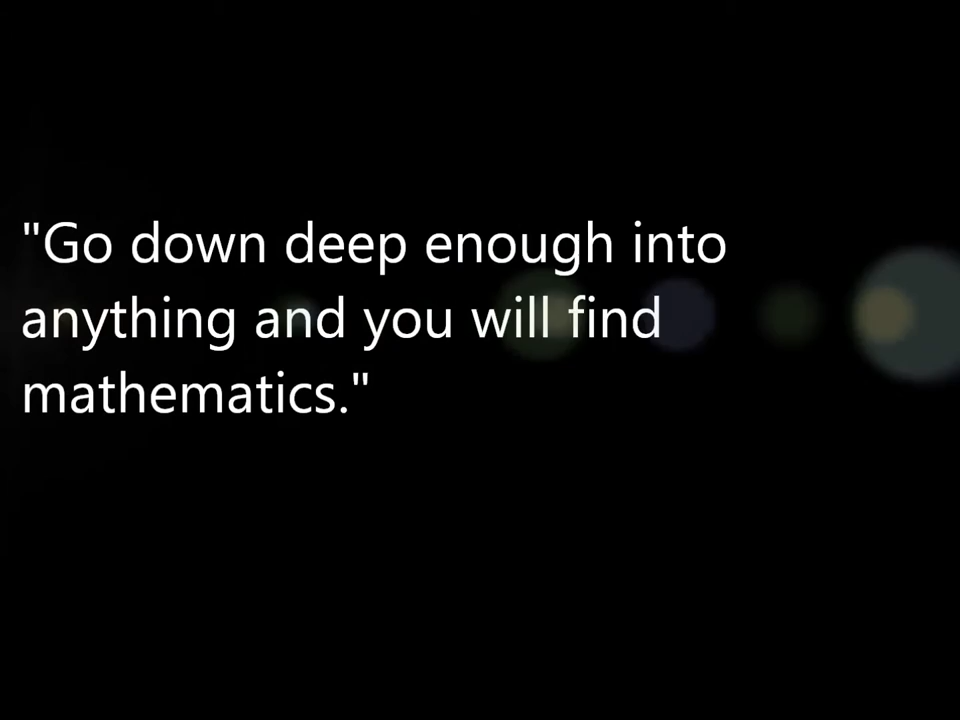 "Go down deep enough into
anything and you will find
mathematics."